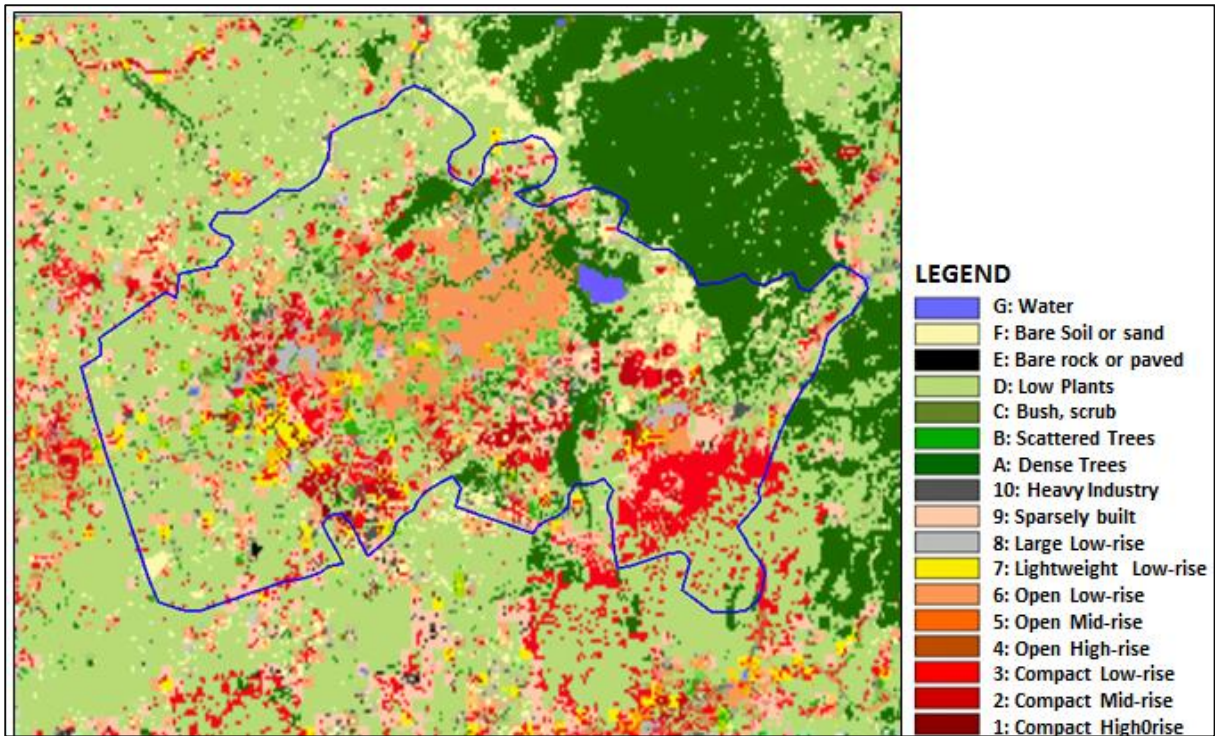 LEGEND
G: Water
F: Bare Soil or sand
E: Bare rock or paved
D: Low Plants
C: Bush, scrub
B: Scattered Trees
A: Dense Trees
10: Heavy Industry
9: Sparsely built
8: Large Low-rise
7: Lightweight Low-rise
6: Open Low-rise
5: Open Mid-rise
4: Open High-rise
3: Compact Low-rise
2: Compact Mid-rise
1: Compact High0rise